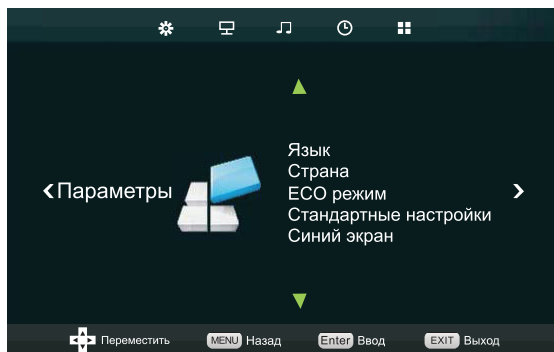 Параметры
Язык
Страна
ECO режим
Стандартные настройки
Синий экран
Переместить MENU Назад Enter Ввод EXIT Выход